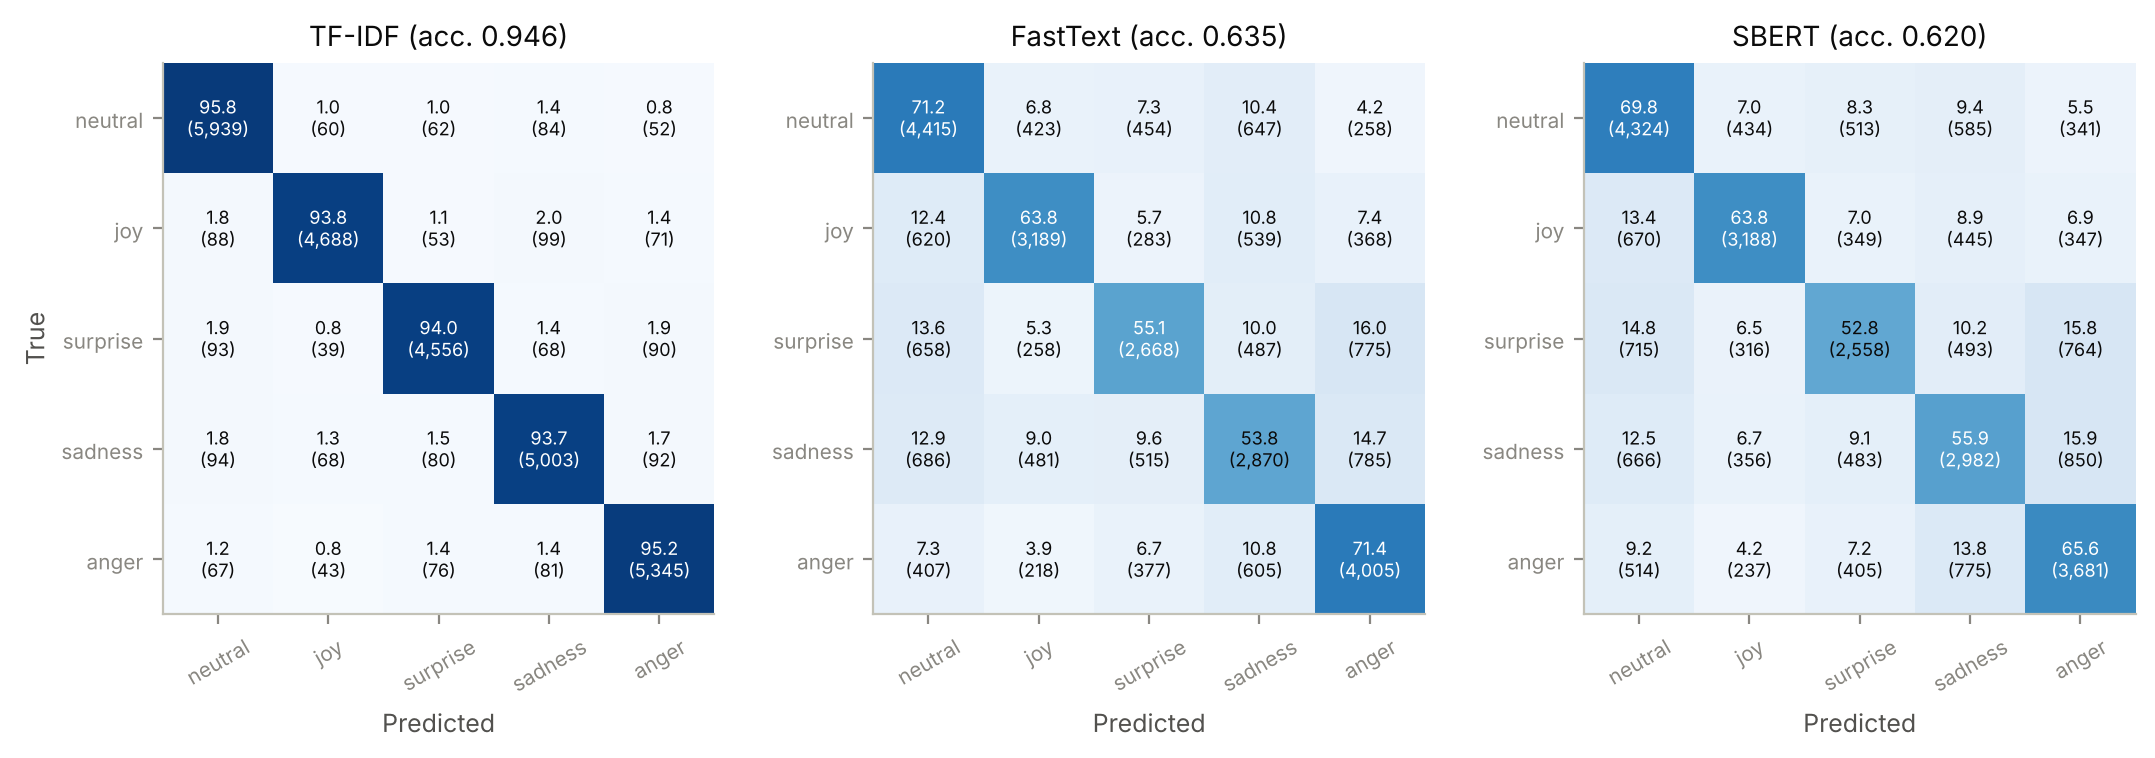 TF-IDF (acc. 0.946)
True
neutral
95.8 1.0 1.0 1.4 0.8
(5,939) (60) (62) (84) (52)
joy
1.8 93.8 1.1 2.0 1.4
(88) (4,688) (53) (99) (71)
surprise
1.9 0.8 94.0 1.4 1.9
(93) (39) (4,556) (68) (90)
sadness
1.8 1.3 1.5 93.7 1.7
(94) (68) (80) (5,003) (92)
anger
1.2 0.8 1.4 1.4 95.2
(67) (43) (76) (81) (5,345)
neutral joy surprise sadness anger
Predicted
FastText (acc. 0.635)
neutral
71.2 6.8 7.3 10.4 4.2
(4,415) (423) (454) (647) (258)
joy
12.4 63.8 5.7 10.8 7.4
(620) (3,189) (283) (539) (368)
surprise
13.6 5.3 55.1 10.0 16.0
(658) (258) (2,668) (487) (775)
sadness
12.9 9.0 9.6 53.8 14.7
(686) (481) (515) (2,870) (785)
anger
7.3 3.9 6.7 10.8 71.4
(407) (218) (377) (605) (4,005)
neutral joy surprise sadness anger
Predicted
SBERT (acc. 0.620)
neutral
69.8 7.0 8.3 9.4 5.5
(4,324) (434) (513) (585) (341)
joy
13.4 63.8 7.0 8.9 6.9
(670) (3,188) (349) (445) (347)
surprise
14.8 6.5 52.8 10.2 15.8
(715) (316) (2,558) (493) (764)
sadness
12.5 6.7 9.1 55.9 15.9
(666) (356) (483) (2,982) (850)
anger
9.2 4.2 7.2 13.8 65.6
(514) (237) (405) (775) (3,681)
neutral joy surprise sadness anger
Predicted